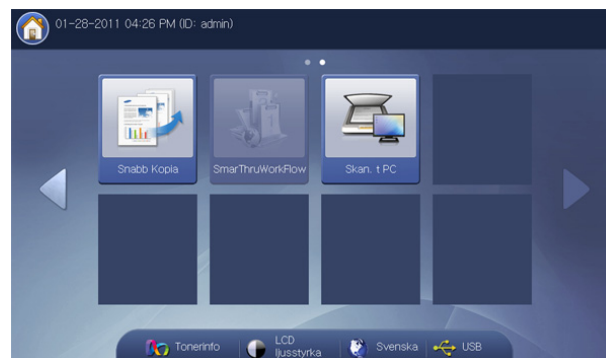 01-28-2011 04:26 PM (ID: admin)
Snabb Kopia
SmarThruWorkFlow
Skan. t PC
Tonerinfo
LCD
ljusstyrka
Svenska
USB